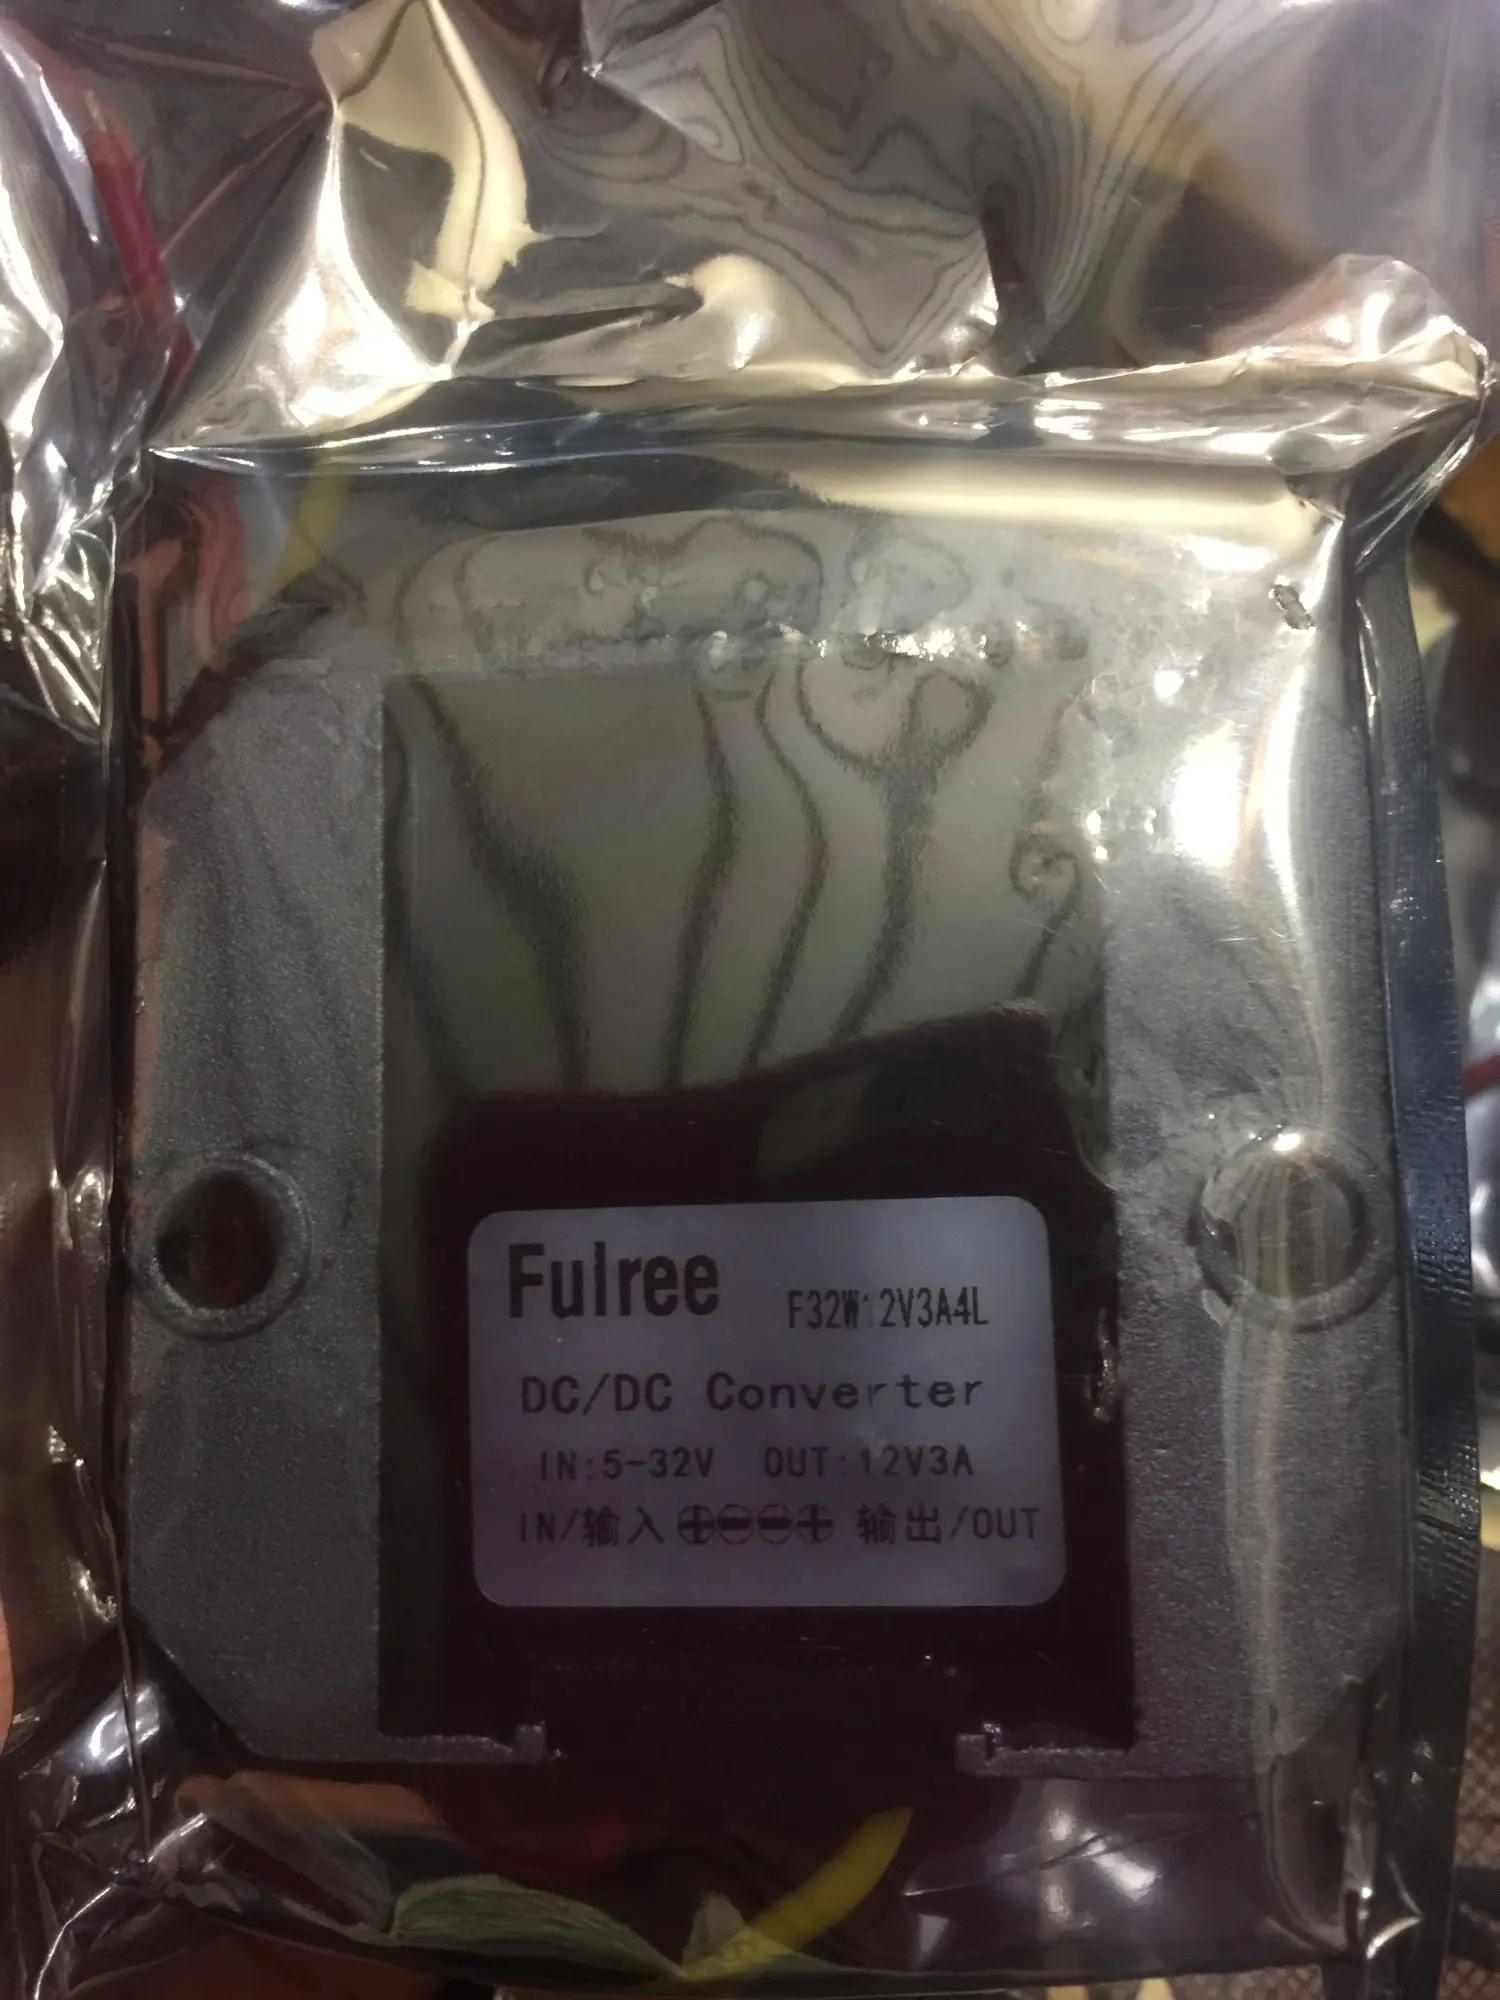 Fulree F32W12V3A4L
DC/DC Converter
IN:5-32V OUT:12V3A
IN/输入⊕⊖⊖⊕输出/OUT